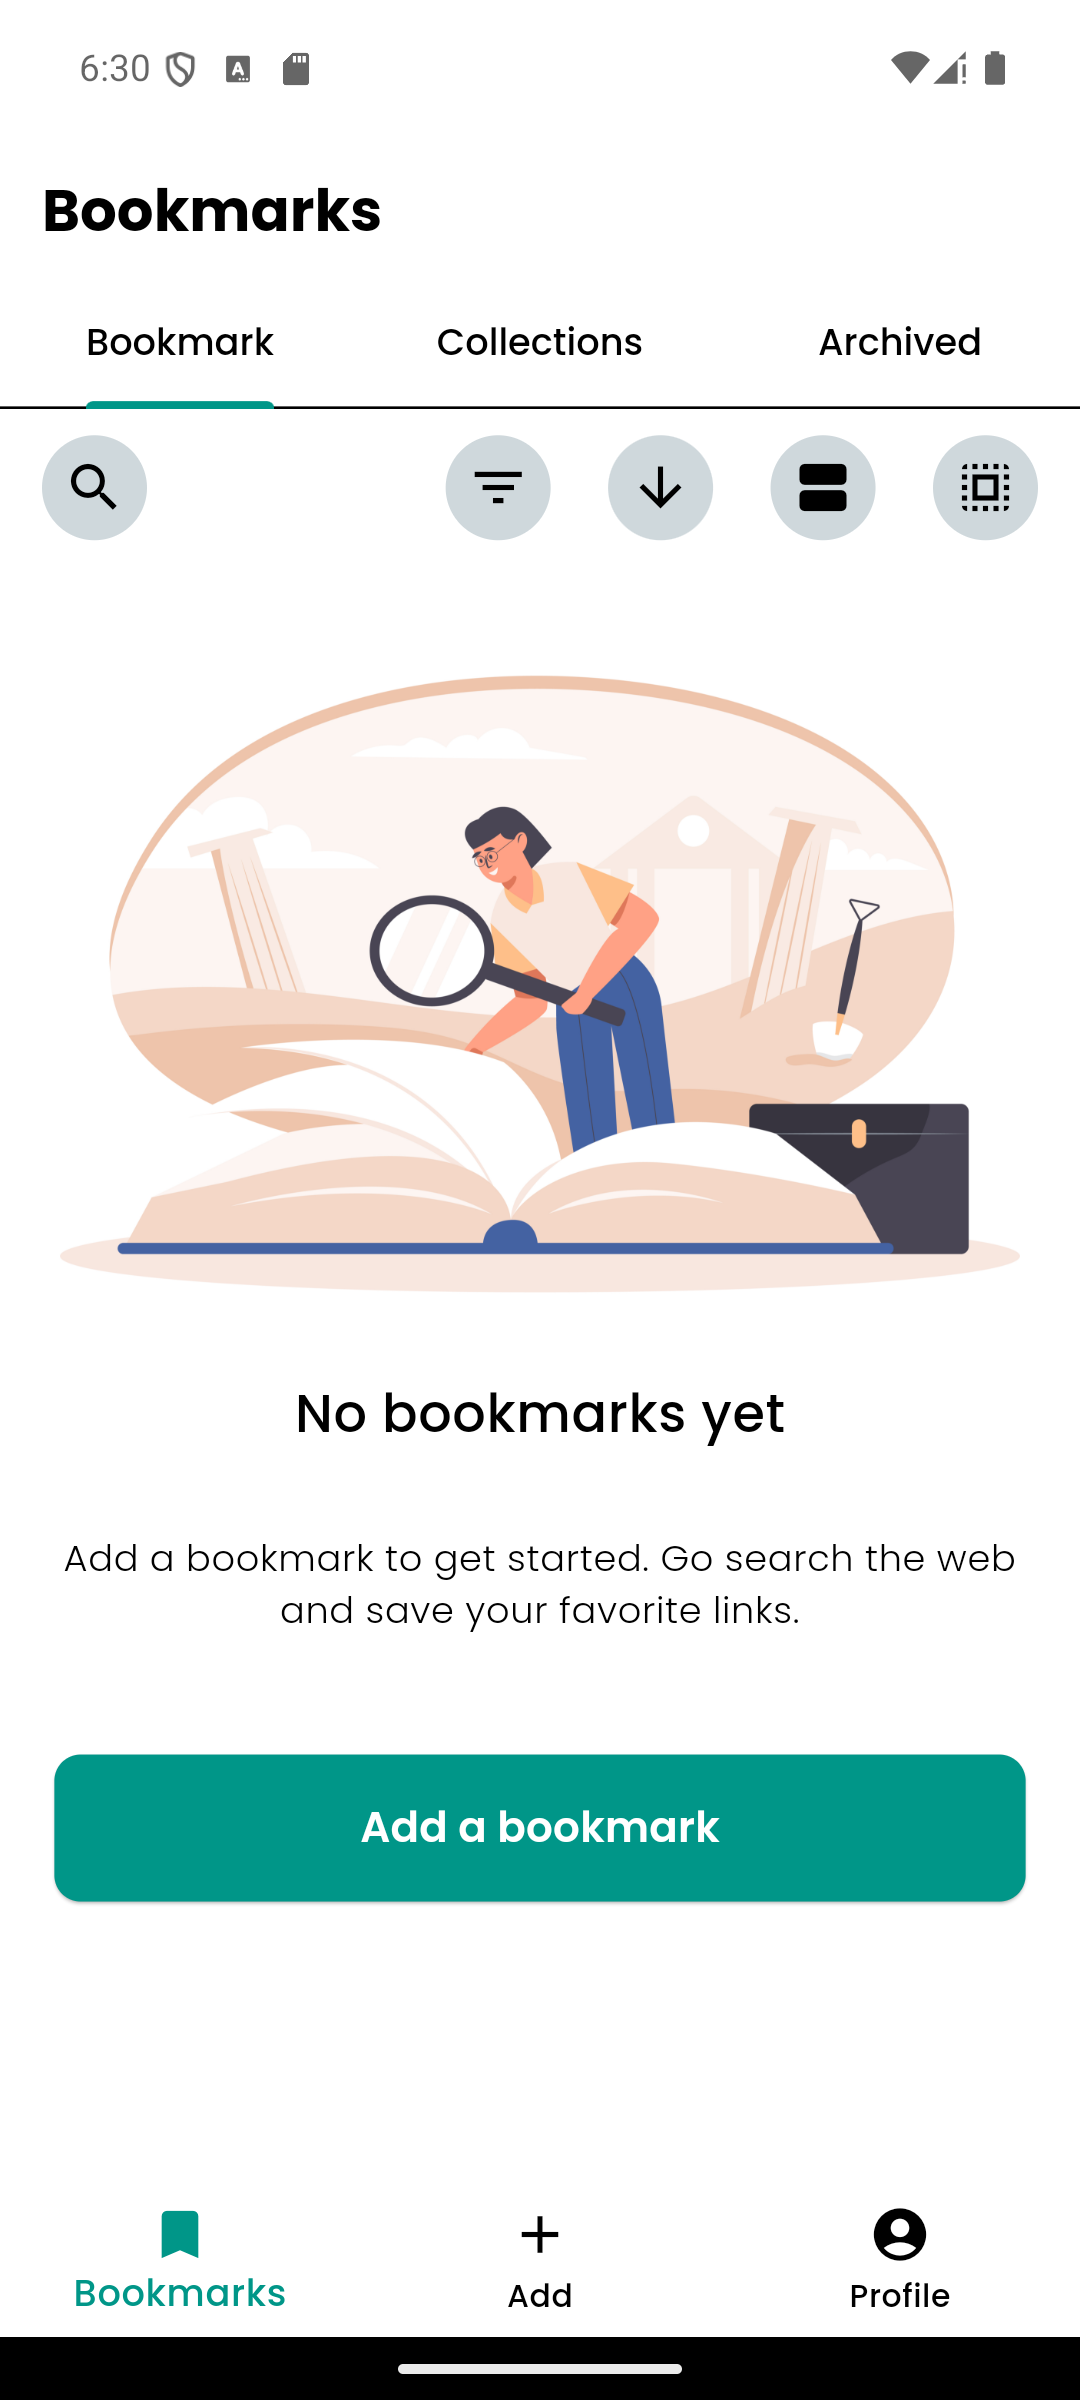 6:30
Bookmarks
Bookmark Collections Archived
No bookmarks yet
Add a bookmark to get started. Go search the web
and save your favorite links.
Add a bookmark
Bookmarks Add Profile